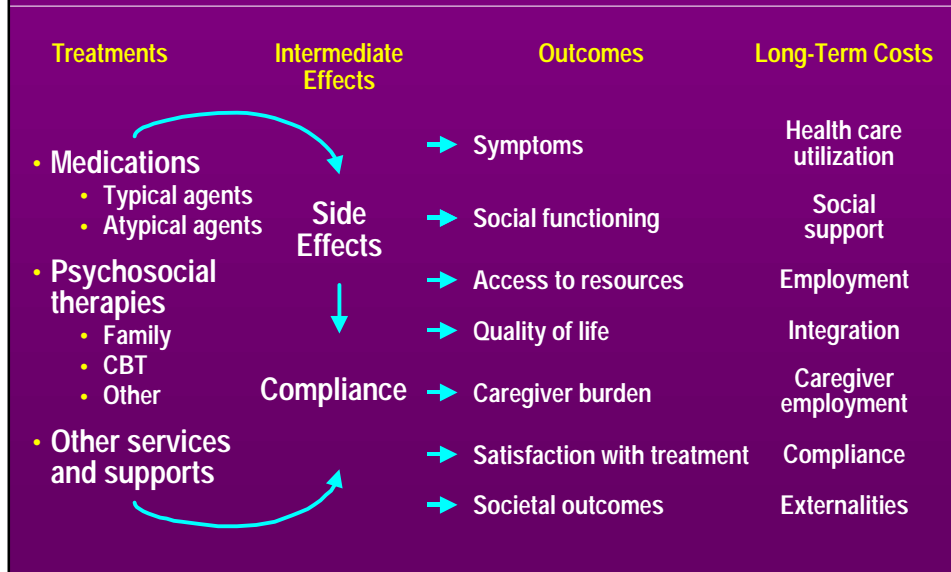 Treatments
Intermediate
Effects
Outcomes
Long-Term Costs
• Medications
• Typical agents
• Atypical agents
• Psychosocial
therapies
• Family
• CBT
• Other
• Other services
and supports
Side
Effects
Compliance
Symptoms
Social functioning
Access to resources
Quality of life
Caregiver burden
Satisfaction with treatment
Societal outcomes
Health care
utilization
Social
support
Employment
Integration
Caregiver
employment
Compliance
Externalities